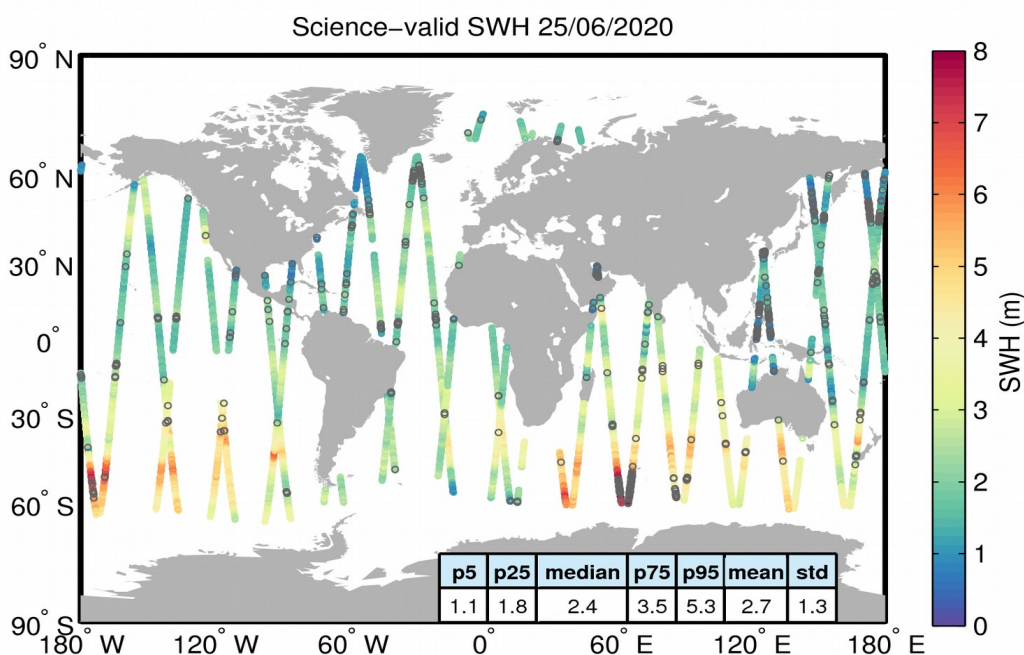 Science−valid SWH 25/06/2020
90° N
60° N
30° N
0°
30° S
60° S
90° S
180° W
120° W
60° W
0°
60° E
120° E
180° E
p5 p25 median p75 p95 mean std
1.1 1.8 2.4 3.5 5.3 2.7 1.3
8
7
6
5
4
3
2
1
0
SWH (m)